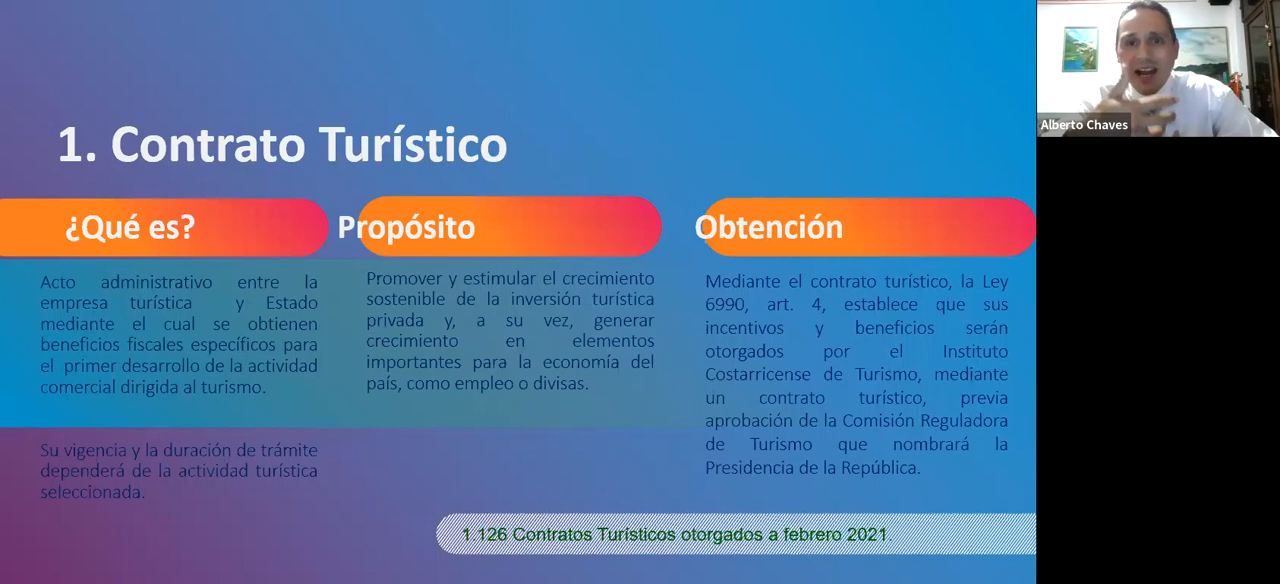 1. Contrato Turístico
¿Qué es?
Acto administrativo entre la
empresa turística y Estado
mediante el cual se obtienen
beneficios fiscales específicos para
el primer desarrollo de la actividad
comercial dirigida al turismo.
Su vigencia y la duración de trámite
dependerá de la actividad turística
seleccionada.
Propósito
Promover y estimular el crecimiento
sostenible de la inversión turística
privada y, a su vez, generar
crecimiento en elementos
importantes para la economía del
país, como empleo o divisas.
Obtención
Mediante el contrato turístico, la Ley
6990, art. 4, establece que sus
incentivos y beneficios serán
otorgados por el Instituto
Costarricense de Turismo, mediante
un contrato turístico, previa
aprobación de la Comisión Reguladora
de Turismo que nombrará la
Presidencia de la República.
1.126 Contratos Turísticos otorgados a febrero 2021.
Alberto Chaves